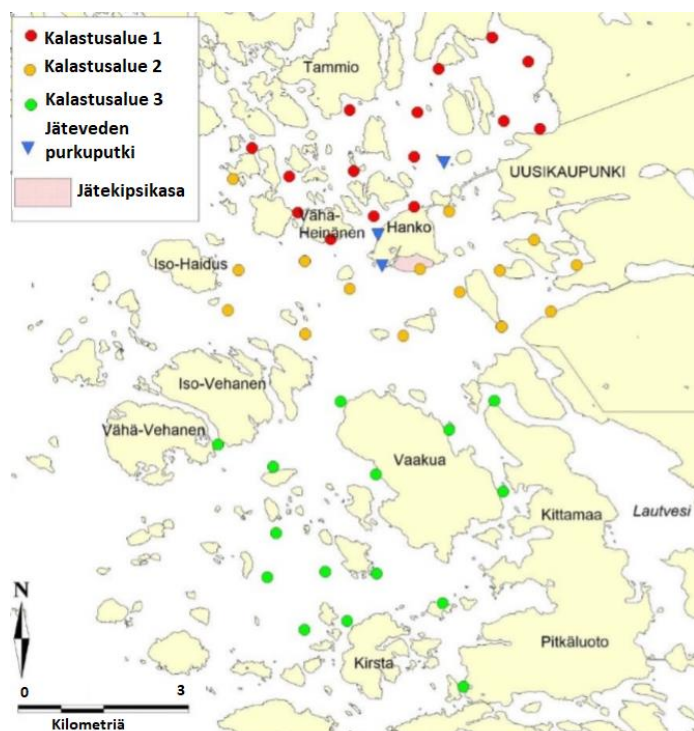 Kalastusalue 1
Kalastusalue 2
Kalastusalue 3
Jäteveden
purkuputki
Jätekipsikasa
Tammio
UUSIKAUPUNKI
Vähä-
Heinänen
Hanko
Iso-Haidus
Iso-Vehanen
Vähä-Vehanen
Vaakua
Kittamaa
Lautvesi
Pitkäluoto
Kirsta
N
0 3
Kilometriä